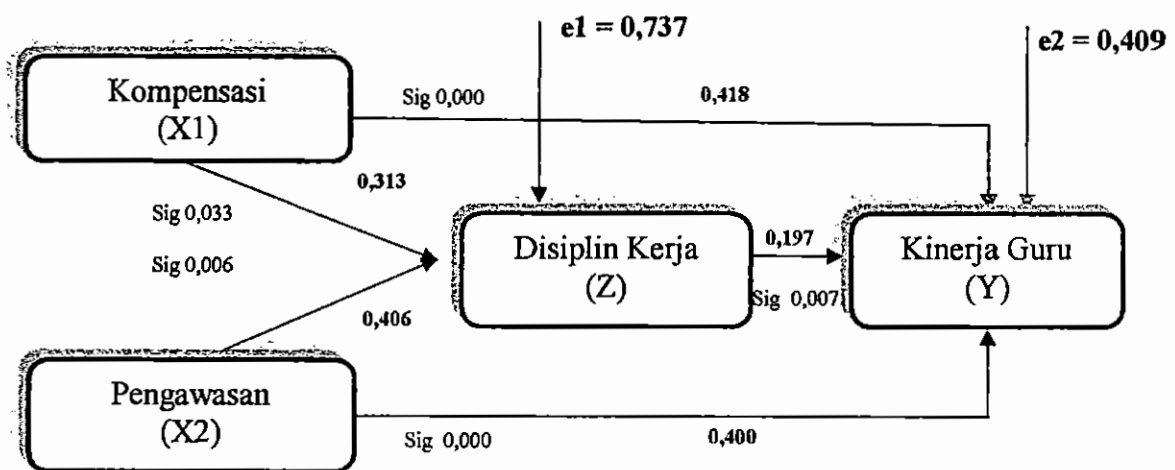 e1 = 0,737
e2 = 0,409
Kompensasi
(X1)
Sig 0,000
0,418
0,313
Sig 0,033
Sig 0,006
0,406
Disiplin Kerja
(Z)
0,197
Sig 0,007
Kinerja Guru
(Y)
Pengawasan
(X2)
Sig 0,000
0,400